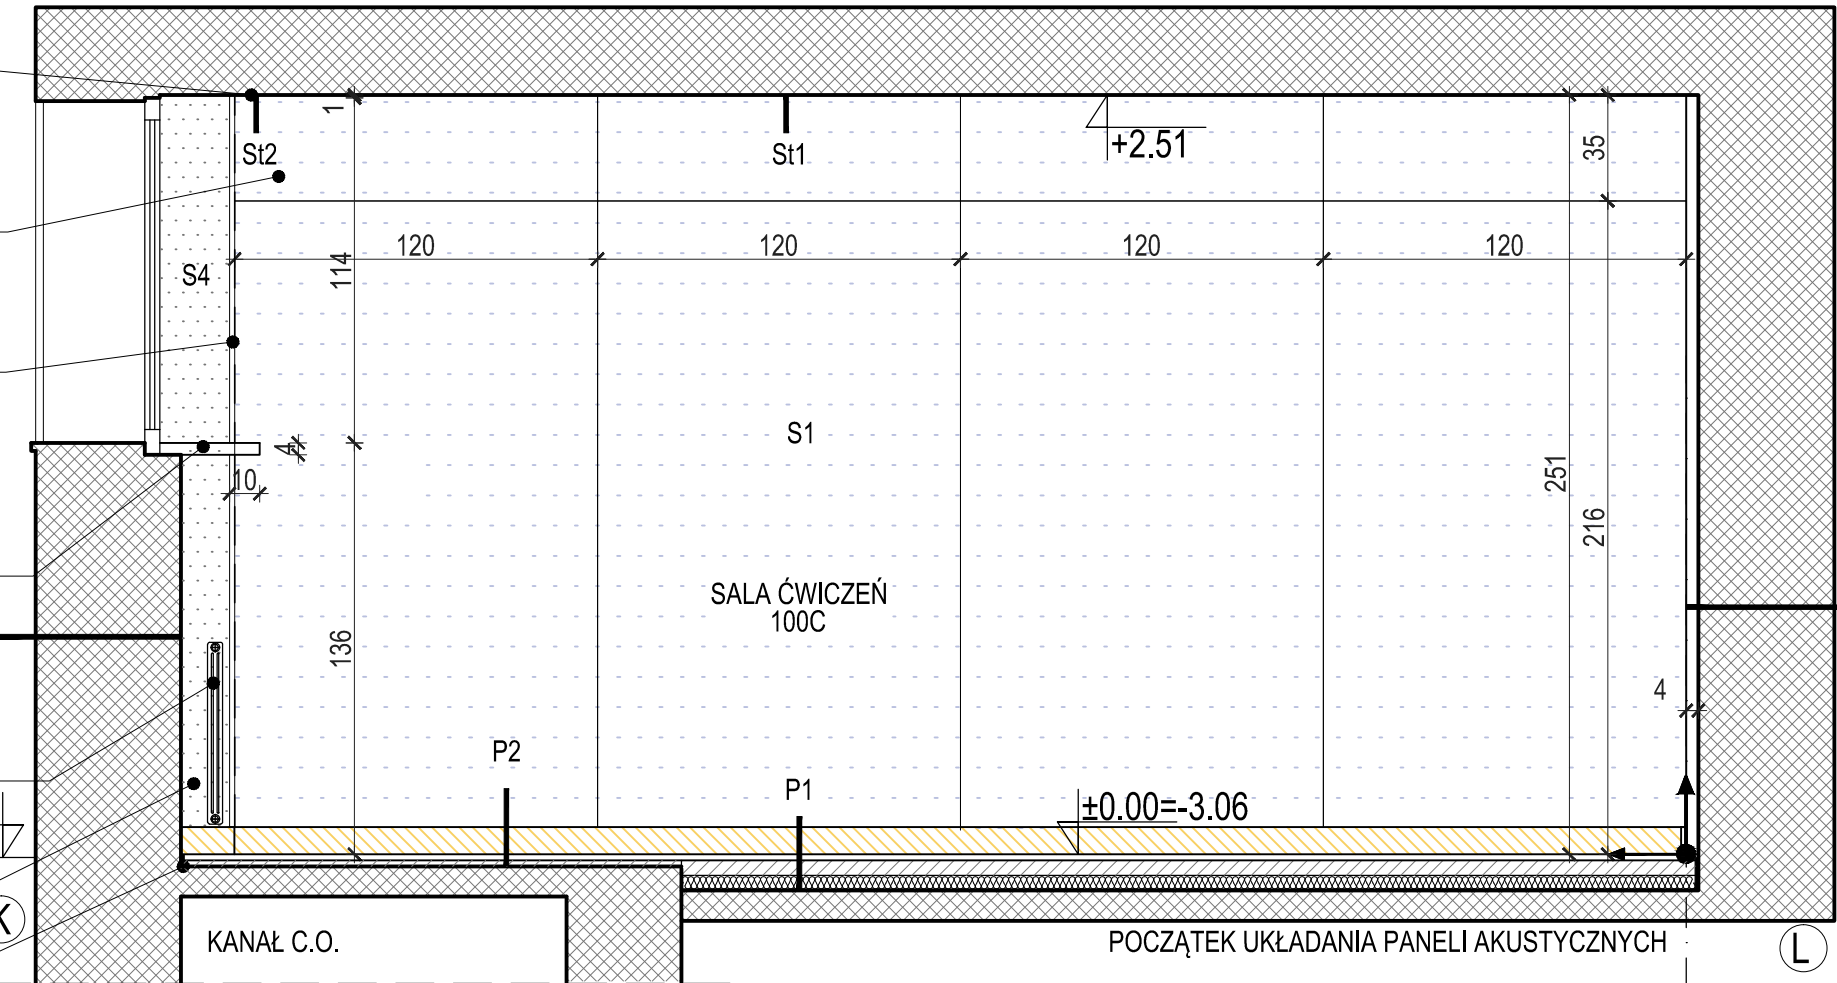 1
St2
St1
+2.51
35
120
120
120
120
S4
114
S1
4
10
251
216
SALA ĆWICZEŃ
100C
136
4
P2
P1
±0.00=-3.06
K
KANAŁ C.O.
POCZĄTEK UKŁADANIA PANELI AKUSTYCZNYCH
L